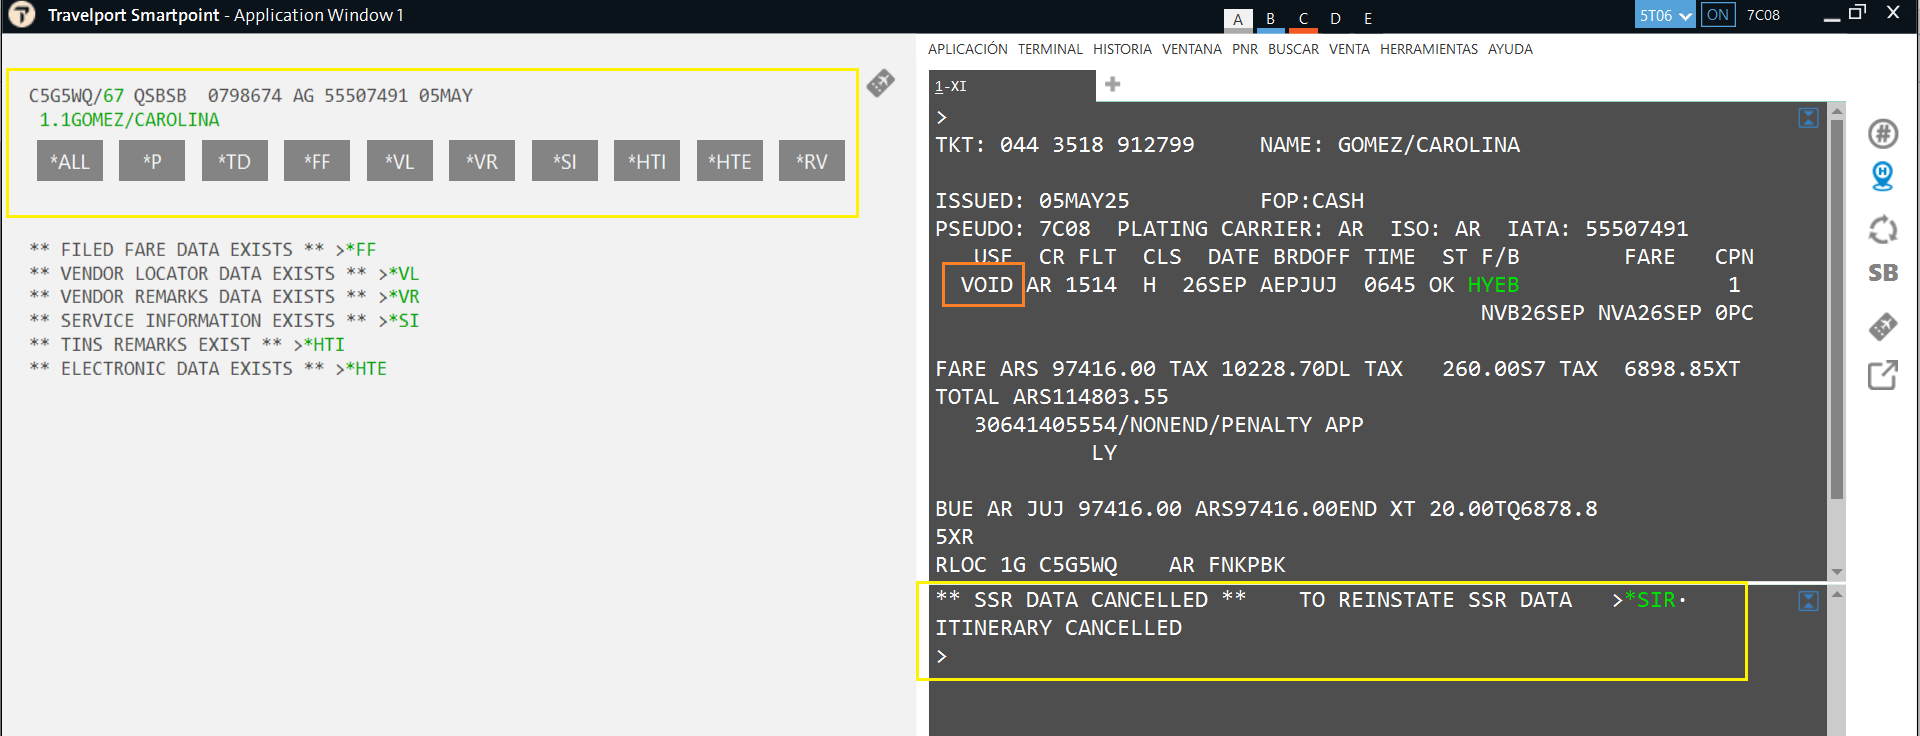 Travelport Smartpoint - Application Window 1
A B C D E
5T06 ON 7C08 X
APLICACIÓN TERMINAL HISTORIA VENTANA PNR BUSCAR VENTA HERRAMIENTAS AYUDA
C5G5WQ/67 QSBSB 0798674 AG 55507491 05MAY
1.1GOMEZ/CAROLINA
*ALL *P *TD *FF *VL *VR *SI *HTI *HTE *RV
** FILED FARE DATA EXISTS ** >*FF
** VENDOR LOCATOR DATA EXISTS ** >*VL
** VENDOR REMARKS DATA EXISTS ** >*VR
** SERVICE INFORMATION EXISTS ** >*SI
** TINS REMARKS EXIST ** >*HTI
** ELECTRONIC DATA EXISTS ** >*HTE
1-XI
>
TKT: 044 3518 912799 NAME: GOMEZ/CAROLINA
ISSUED: 05MAY25 FOP:CASH
PSEUDO: 7C08 PLATING CARRIER: AR ISO: AR IATA: 55507491
USE CR FLT CLS DATE BRDOFF TIME ST F/B FARE CPN
VOID AR 1514 H 26SEP AEPJUJ 0645 OK HYEB 1
NVB26SEP NVA26SEP 0PC
FARE ARS 97416.00 TAX 10228.70DL TAX 260.00S7 TAX 6898.85XT
TOTAL ARS114803.55
30641405554/NONEND/PENALTY APP
LY
BUE AR JUJ 97416.00 ARS97416.00END XT 20.00TQ6878.8
5XR
RLOC 1G C5G5WQ AR FNKPBK
** SSR DATA CANCELLED ** TO REINSTATE SSR DATA >*SIR·
ITINERARY CANCELLED
>
#
H
SB